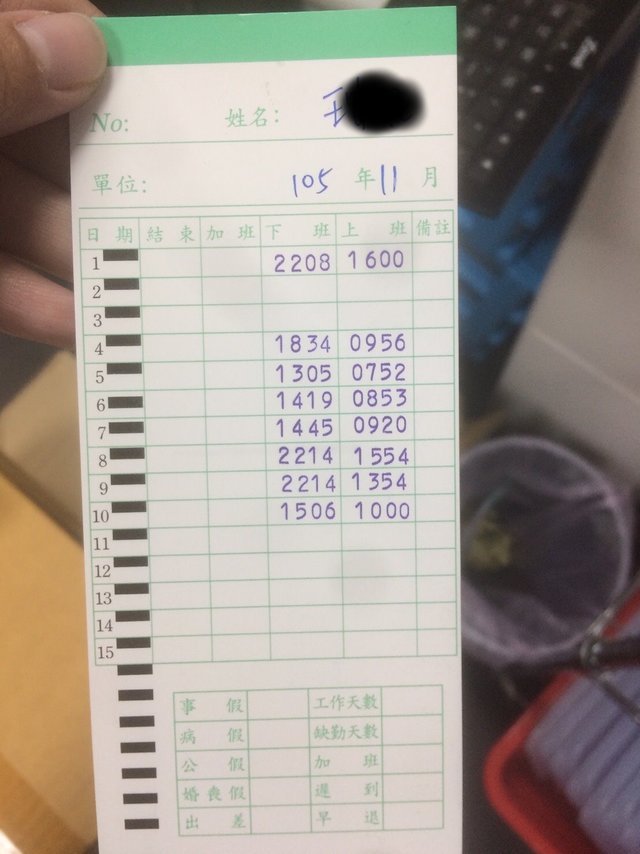 No: 姓名: 王
單位: 105 年 11 月
日期 結束 加班 下班 上班 備註
1 2208 1600
2
3
4 1834 0956
5 1305 0752
6 1419 0853
7 1445 0920
8 2214 1554
9 2214 1354
10 1506 1000
11
12
13
14
15
事假 工作天數
病假 缺勤天數
公假 加班
婚喪假 遲到
出差 早退